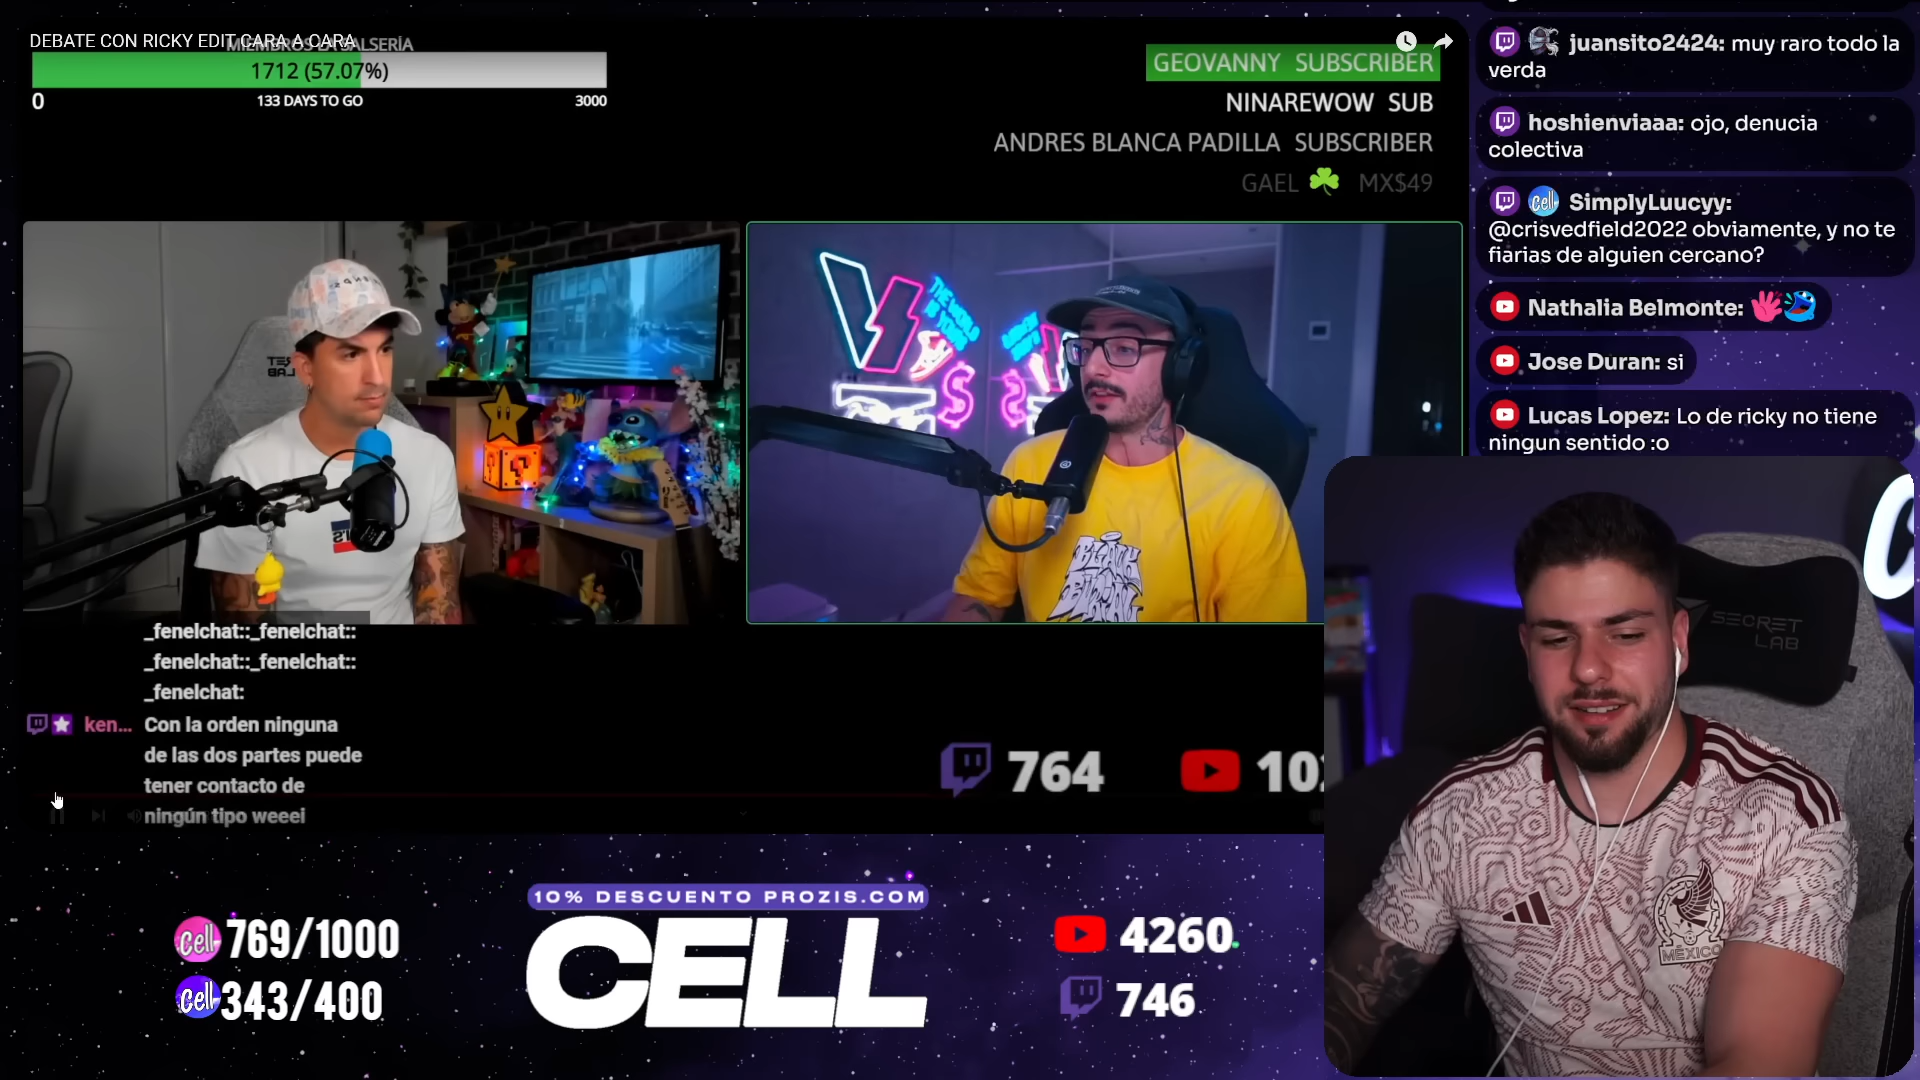 DEBATE CON RICKY EDIT CARA A CARA
1712 (57.07%)
0
133 DAYS TO GO
3000
GEOVANNY SUBSCRIBER
NINAREWOW SUB
ANDRES BLANCA PADILLA SUBSCRIBER
GAEL ☘ MX$49
_fenelchat::_fenelchat::
_fenelchat::_fenelchat::
_fenelchat:
ken... Con la orden ninguna
de las dos partes puede
tener contacto de
ningún tipo weeei
764
juansito2424: muy raro todo la
verda
hoshienviaaa: ojo, denucia
colectiva
SimplyLuucyy:
@crisvedfield2022 obviamente, y no te
fiarias de alguien cercano?
Nathalia Belmonte:
Jose Duran: si
Lucas Lopez: Lo de ricky no tiene
ningun sentido :o
SECRET
LAB
MÉXICO
cell 769/1000
cell 343/400
10% DESCUENTO PROZIS.COM
CELL
4260
746